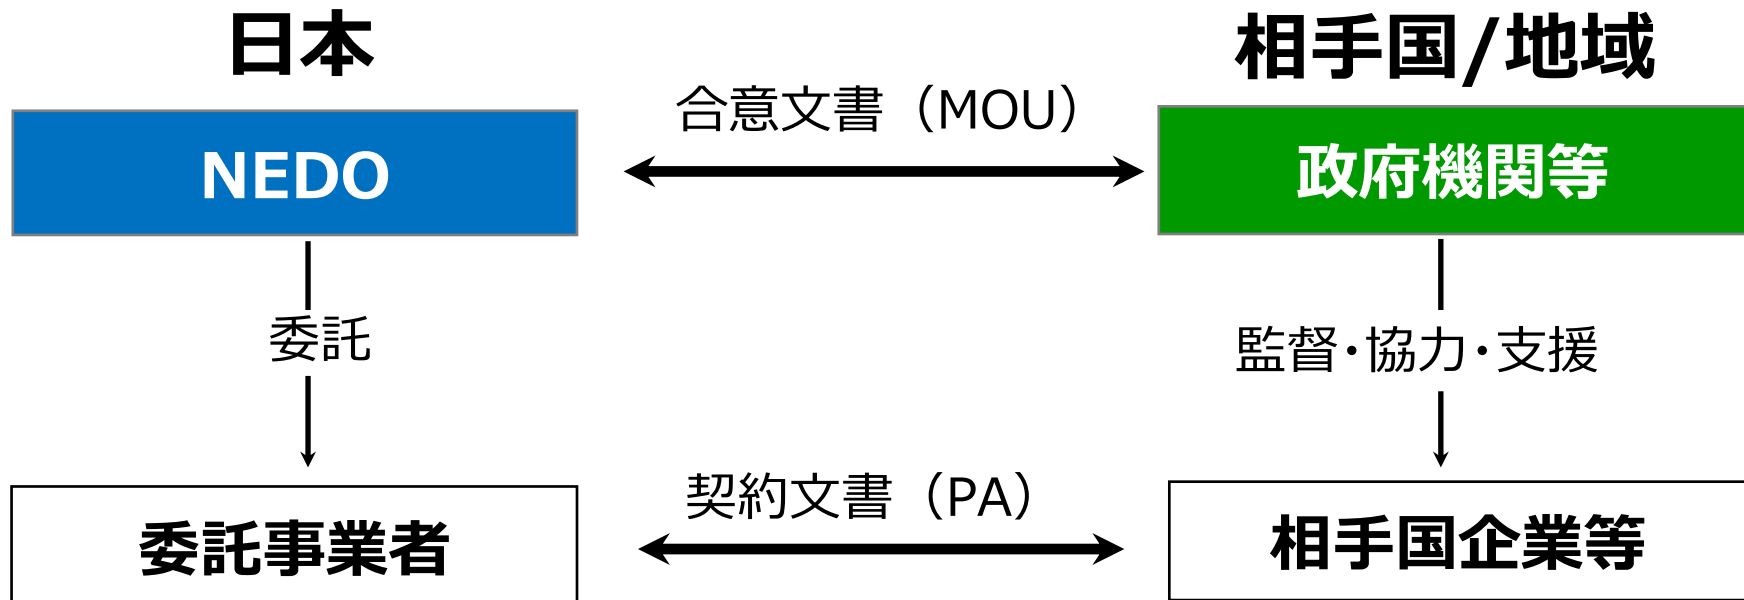 日本
相手国/地域
合意文書（MOU）
NEDO
政府機関等
委託
監督・協力・支援
契約文書（PA）
委託事業者
相手国企業等